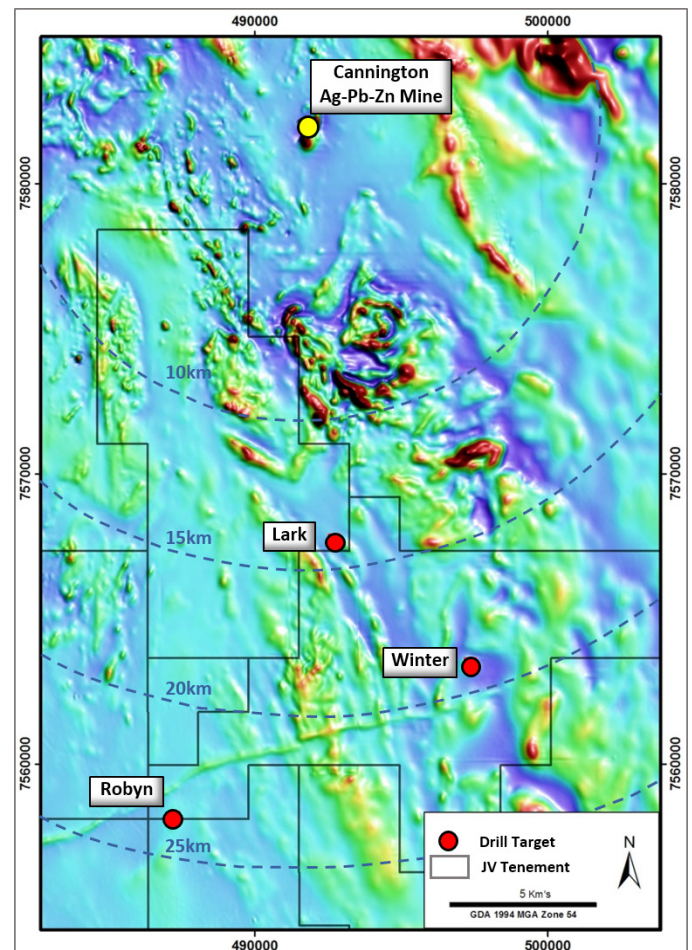 490000
500000
Cannington
Ag-Pb-Zn Mine
7580000
7580000
10km
7570000
7570000
Lark
15km
Winter
20km
7560000
7560000
Robyn
25km
Drill Target
JV Tenement
N
5 Km's
GDA 1994 MGA Zone 54
490000
500000